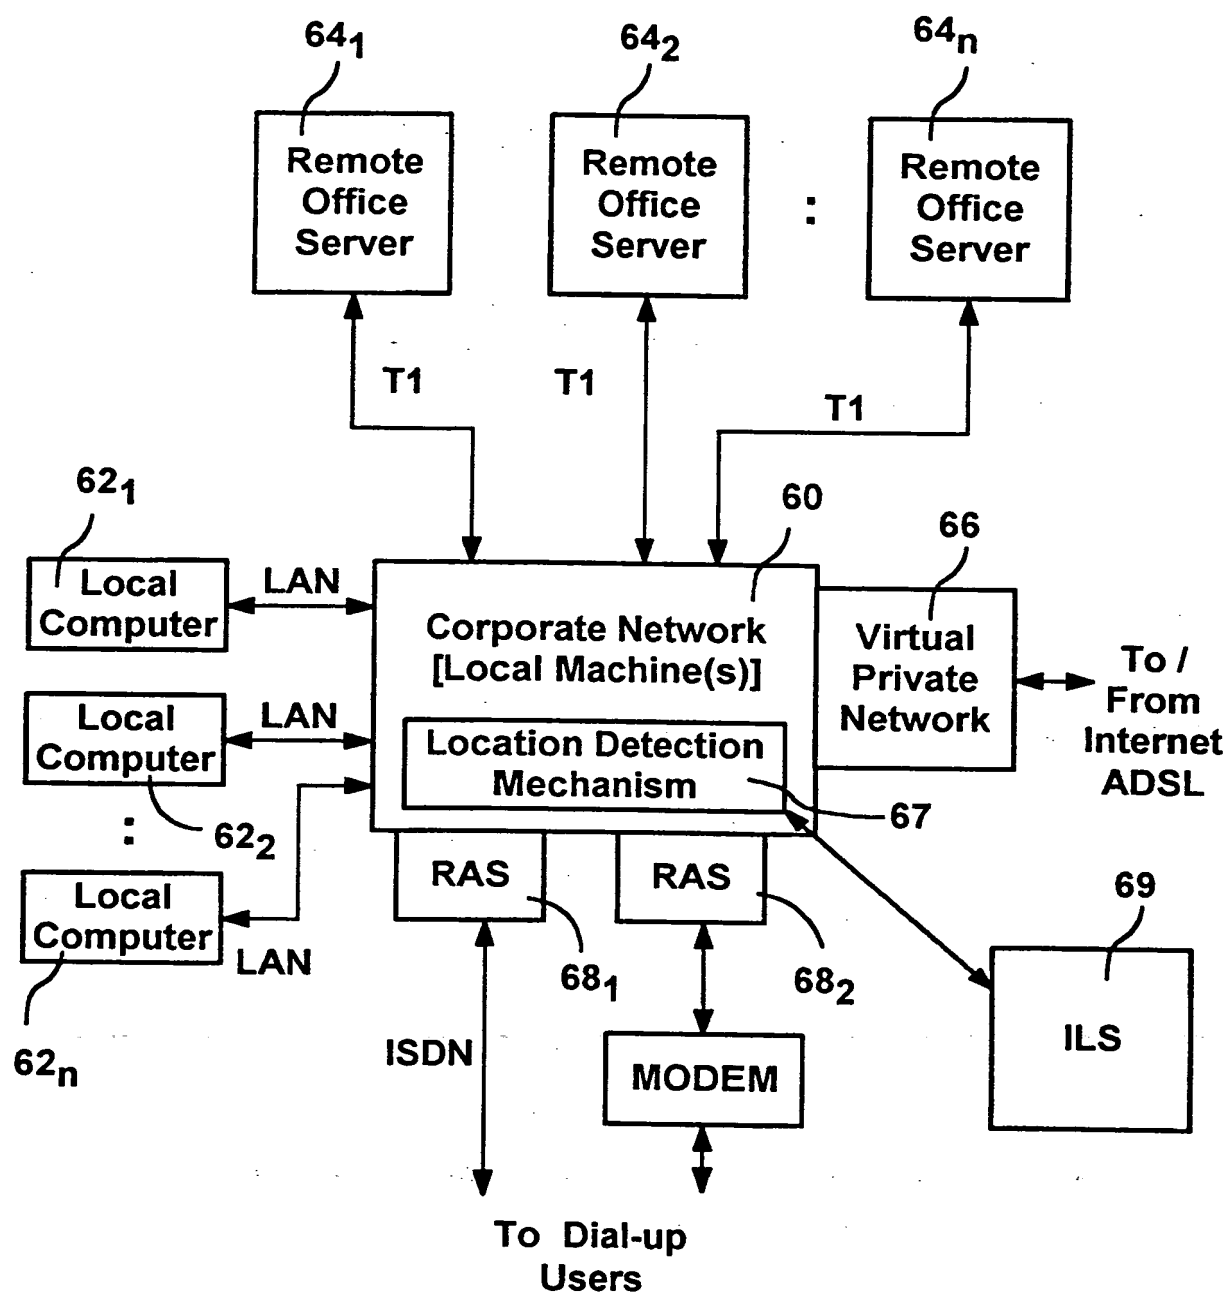 64₁
64₂
64n
Remote
Office
Server
Remote
Office
Server
:
Remote
Office
Server
T1
T1
T1
62₁
60
66
Local
Computer
LAN
Corporate Network
[Local Machine(s)]
Virtual
Private
Network
To /
From
Internet
ADSL
Local
Computer
LAN
Location Detection
Mechanism
67
:
62₂
RAS
RAS
69
Local
Computer
LAN
68₁
68₂
62n
ISDN
MODEM
ILS
To Dial-up
Users